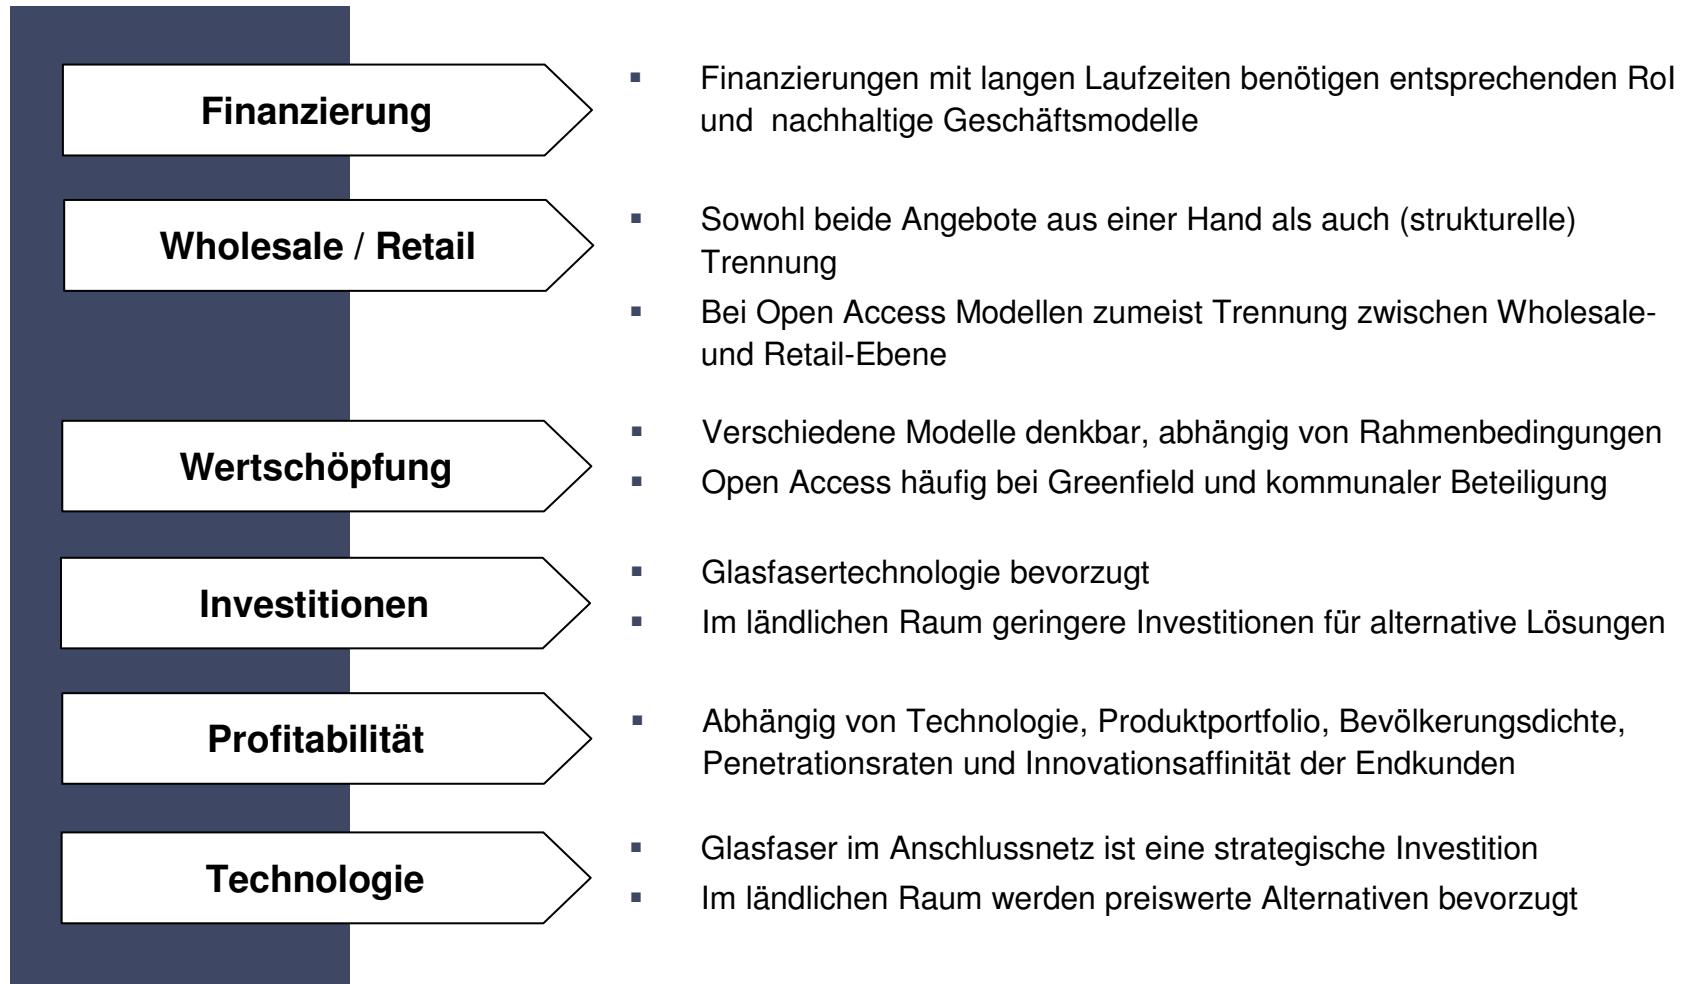 Finanzierung
▪ Finanzierungen mit langen Laufzeiten benötigen entsprechenden RoI
und nachhaltige Geschäftsmodelle
Wholesale / Retail
▪ Sowohl beide Angebote aus einer Hand als auch (strukturelle)
Trennung
▪ Bei Open Access Modellen zumeist Trennung zwischen Wholesale-
und Retail-Ebene
Wertschöpfung
▪ Verschiedene Modelle denkbar, abhängig von Rahmenbedingungen
▪ Open Access häufig bei Greenfield und kommunaler Beteiligung
Investitionen
▪ Glasfasertechnologie bevorzugt
▪ Im ländlichen Raum geringere Investitionen für alternative Lösungen
Profitabilität
▪ Abhängig von Technologie, Produktportfolio, Bevölkerungsdichte,
Penetrationsraten und Innovationsaffinität der Endkunden
Technologie
▪ Glasfaser im Anschlussnetz ist eine strategische Investition
▪ Im ländlichen Raum werden preiswerte Alternativen bevorzugt